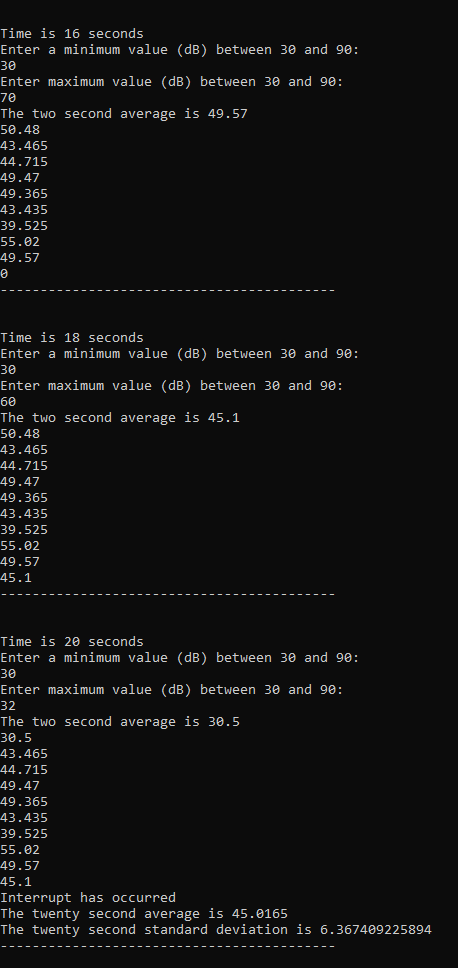 Time is 16 seconds
Enter a minimum value (dB) between 30 and 90:
30
Enter maximum value (dB) between 30 and 90:
70
The two second average is 49.57
50.48
43.465
44.715
49.47
49.365
43.435
39.525
55.02
49.57
0
------------------------------------------
Time is 18 seconds
Enter a minimum value (dB) between 30 and 90:
30
Enter maximum value (dB) between 30 and 90:
60
The two second average is 45.1
50.48
43.465
44.715
49.47
49.365
43.435
39.525
55.02
49.57
45.1
------------------------------------------
Time is 20 seconds
Enter a minimum value (dB) between 30 and 90:
30
Enter maximum value (dB) between 30 and 90:
32
The two second average is 30.5
30.5
43.465
44.715
49.47
49.365
43.435
39.525
55.02
49.57
45.1
Interrupt has occurred
The twenty second average is 45.0165
The twenty second standard deviation is 6.367409225894
------------------------------------------